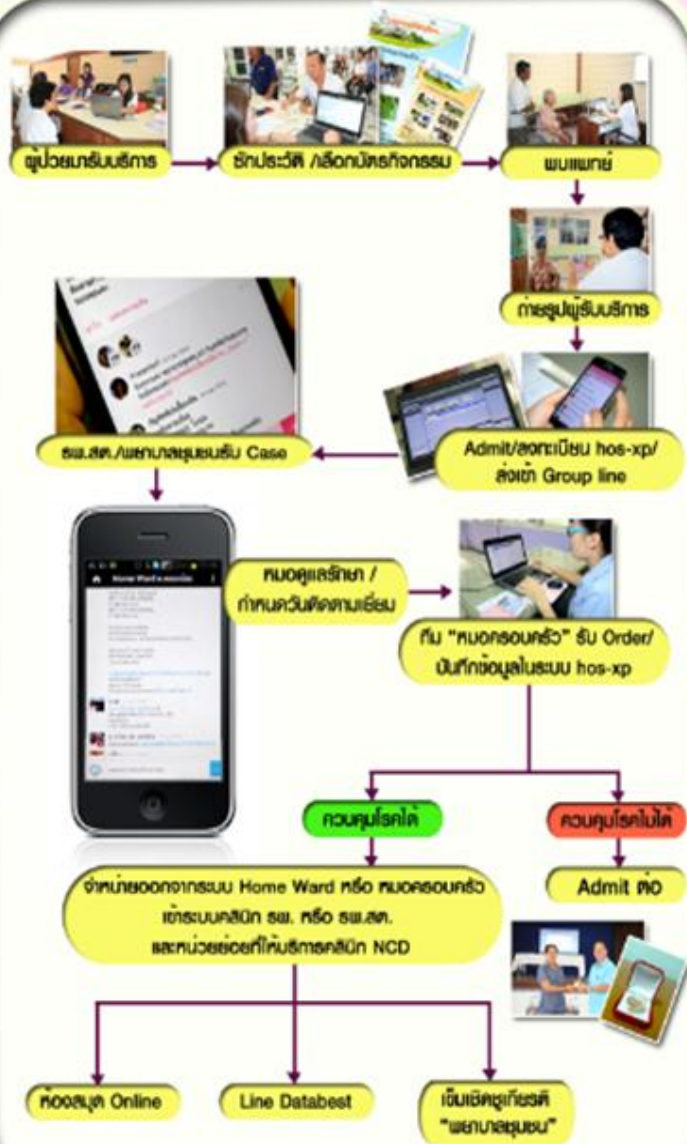 ผู้ป่วยมารับบริการ
ซักประวัติ /เลือกบัตรกิจกรรม
พบแพทย์
ถ่ายรูปผู้รับบริการ
Admit/ลงทะเบียน hos-xp/
ส่งเข้า Group line
รพ.สต./พยาบาลชุมชนรับ Case
Home Ward
หมอดูแลรักษา /
กำหนดวันติดตามเยี่ยม
ทีม "หมอครอบครัว" รับ Order/
บันทึกข้อมูลในระบบ hos-xp
ควบคุมโรคได้
ควบคุมโรคไม่ได้
จำหน่ายออกจากระบบ Home Ward หรือ หมอครอบครัว
เข้าระบบคลินิก รพ. หรือ รพ.สต.
และหน่วยย่อยที่ให้บริการคลินิก NCD
Admit ต่อ
ห้องสมุด Online
Line Databest
เข็มเชิดชูเกียรติ
"พยาบาลชุมชน"